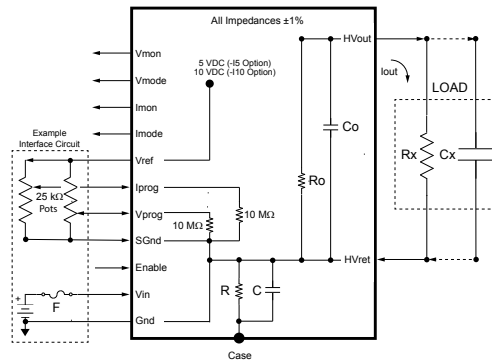 All Impedances ±1%
HVout
Vmon
5 VDC (-I5 Option)
10 VDC (-I10 Option)
Vmode
Iout
Imon
LOAD
Imode
Co
Example
Interface Circuit
Vref
Rx
Cx
Iprog
Ro
25 kΩ
Pots
Vprog
10 MΩ
10 MΩ
SGnd
HVret
Enable
+
Vin
F
R
C
Gnd
Case